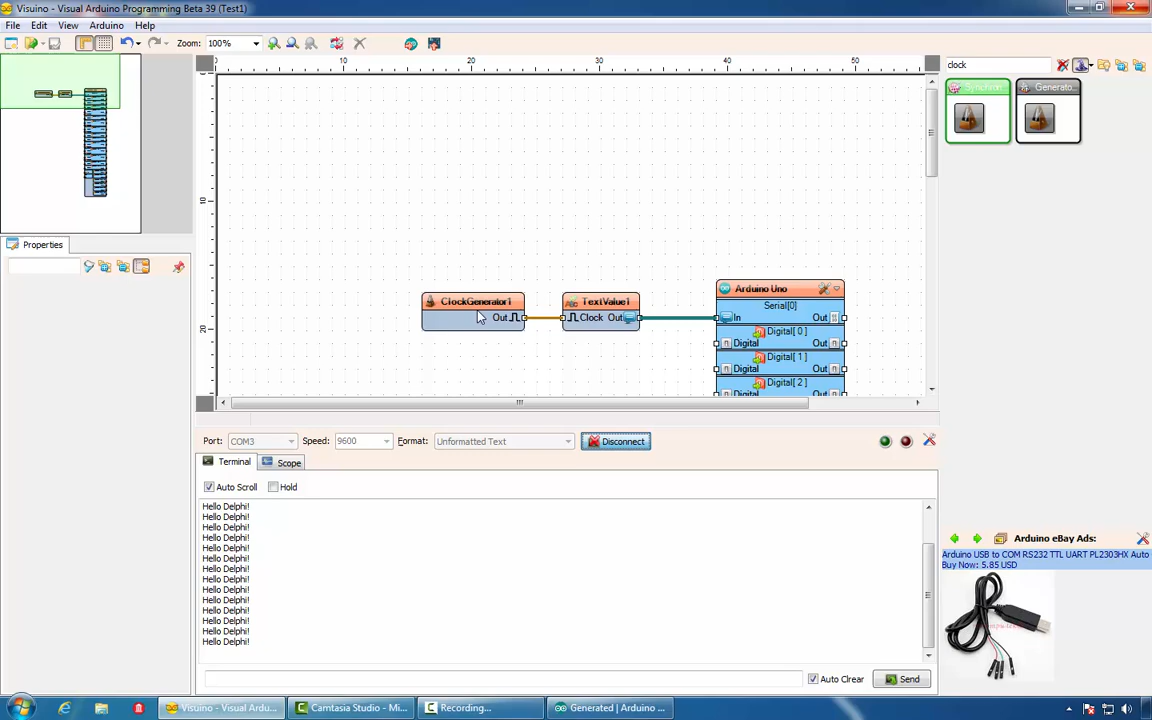 Visuino - Visual Arduino Programming Beta 39 (Test1)
File Edit View Arduino Help
Zoom: 100%
clock
0 10 20 30 40 50
Generato...
10
20
Properties
ClockGenerator1
Out
TextValue1
Clock Out
Arduino Uno
Serial[0]
In Out
Digital[ 0 ]
Digital Out
Digital[ 1 ]
Digital Out
Digital[ 2 ]
Digital Out
Port: COM3 Speed: 9600 Format: Unformatted Text Disconnect
Terminal Scope
Auto Scroll Hold
Hello Delphi!
Hello Delphi!
Hello Delphi!
Hello Delphi!
Hello Delphi!
Hello Delphi!
Hello Delphi!
Hello Delphi!
Hello Delphi!
Hello Delphi!
Hello Delphi!
Hello Delphi!
Hello Delphi!
Hello Delphi!
Arduino eBay Ads:
Arduino USB to COM RS232 TTL UART PL2303HX Auto
Buy Now: 5.85 USD
Auto Clear Send
Visuino - Visual Ardu...
Camtasia Studio - Mi...
Recording...
Generated | Arduino ...